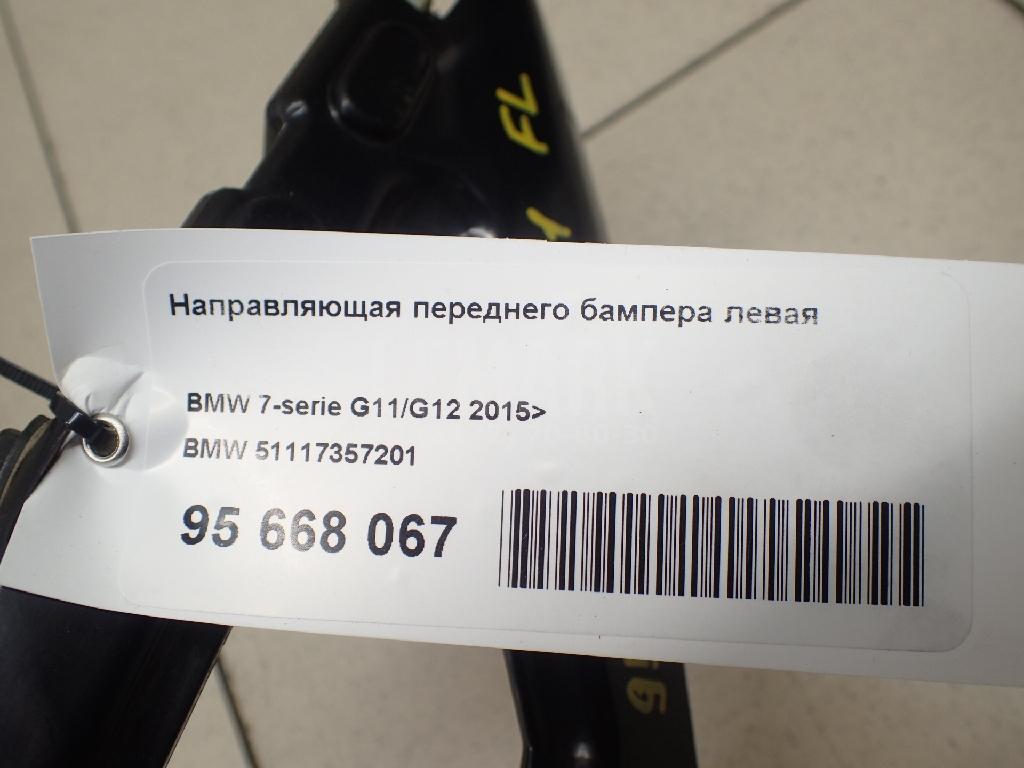 FL
Направляющая переднего бампера левая
BMW 7-serie G11/G12 2015>
BMW 51117357201
95 668 067